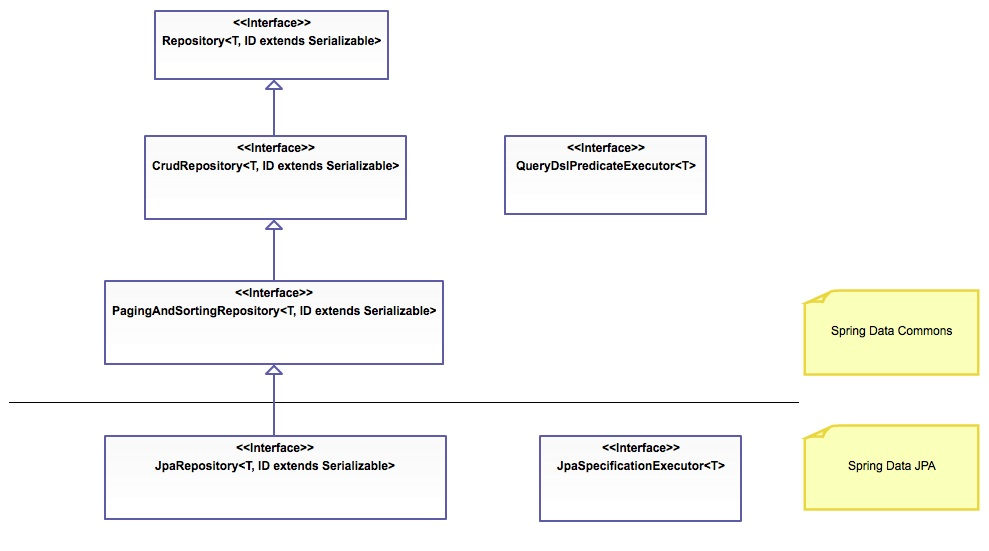 <<Interface>>
Repository<T, ID extends Serializable>
<<Interface>>
CrudRepository<T, ID extends Serializable>
<<Interface>>
QueryDslPredicateExecutor<T>
<<Interface>>
PagingAndSortingRepository<T, ID extends Serializable>
Spring Data Commons
<<Interface>>
JpaRepository<T, ID extends Serializable>
<<Interface>>
JpaSpecificationExecutor<T>
Spring Data JPA